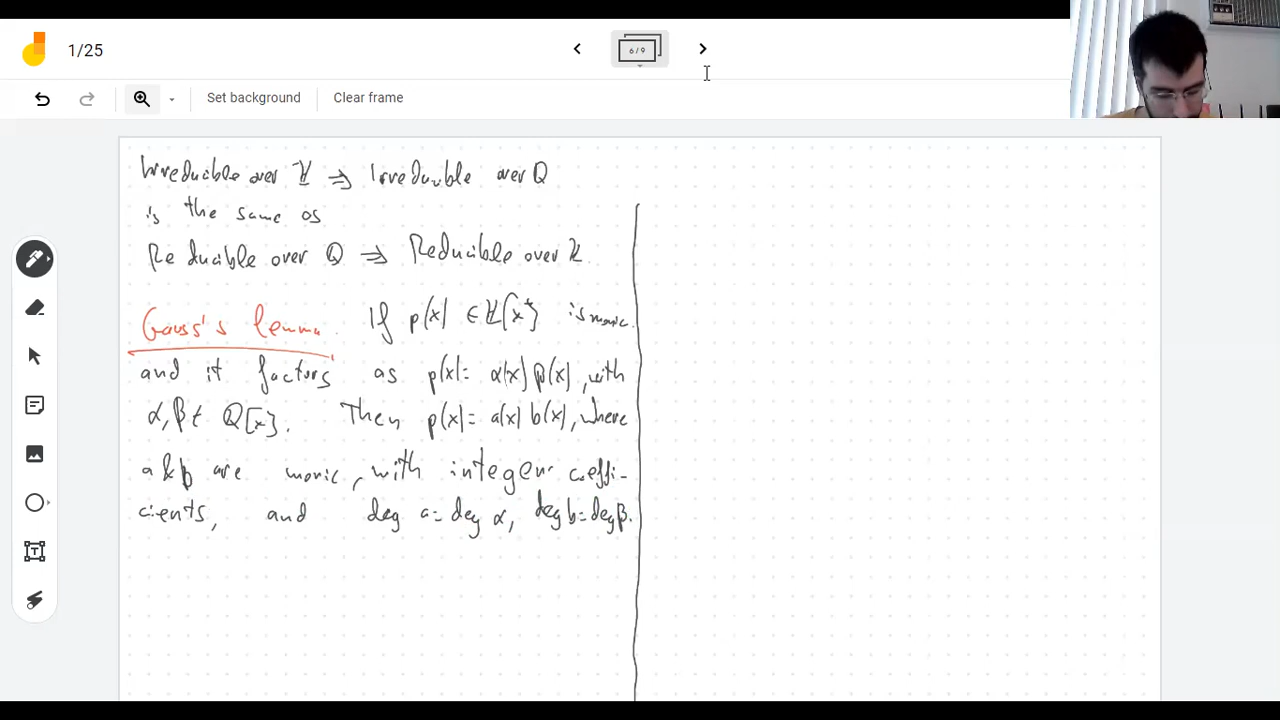 1/25
6/9
Set background
Clear frame
Irreducible over ℤ ⇒ Irreducible over ℚ
is the same as
Reducible over ℚ ⇒ Reducible over ℤ.
Gauss's lemma. If p(x) ∈ ℤ[x] is monic
and it factors as p(x) = α(x) β(x), with
α, β ∈ ℚ[x]. Then p(x) = a(x) b(x), where
a & b are monic, with integer coeffi-
cients, and deg a = deg α, deg b = deg β.